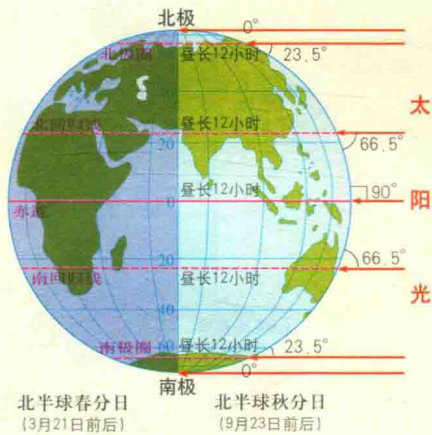 北极
0°
北极圈
昼长12小时
23.5°
太
北回归线
昼长12小时
20
66.5°
昼长12小时
90°
阳
赤道
0
66.5°
南回归线
昼长12小时
光
40
60
南极圈
昼长12小时
23.5°
0°
南极
北半球春分日
(3月21日前后)
北半球秋分日
(9月23日前后)